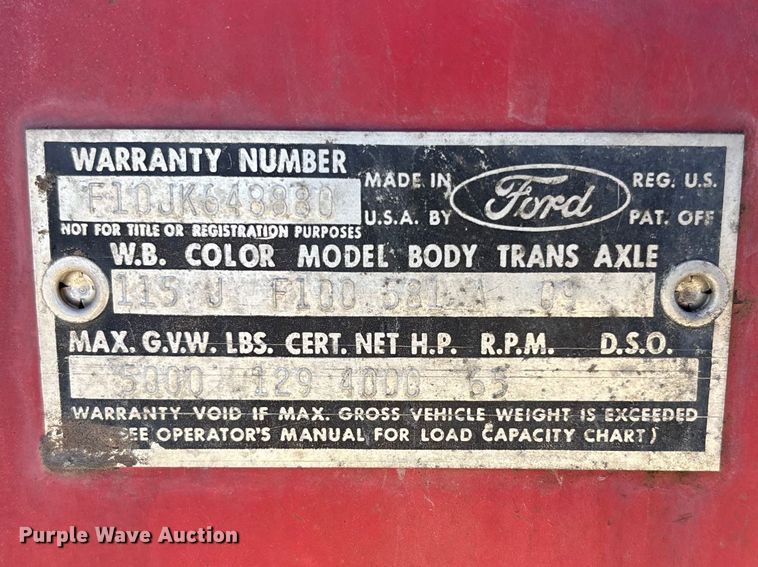 WARRANTY NUMBER
F10JK648880
NOT FOR TITLE OR REGISTRATION PURPOSES
MADE IN U.S.A. BY
Ford
REG. U.S. PAT. OFF
W.B. COLOR MODEL BODY TRANS AXLE
115 J F100 581 A 09
MAX. G.V.W. LBS. CERT. NET H.P. R.P.M. D.S.O.
5000 129 4000 65
WARRANTY VOID IF MAX. GROSS VEHICLE WEIGHT IS EXCEEDED
(SEE OPERATOR'S MANUAL FOR LOAD CAPACITY CHART)
Purple Wave Auction